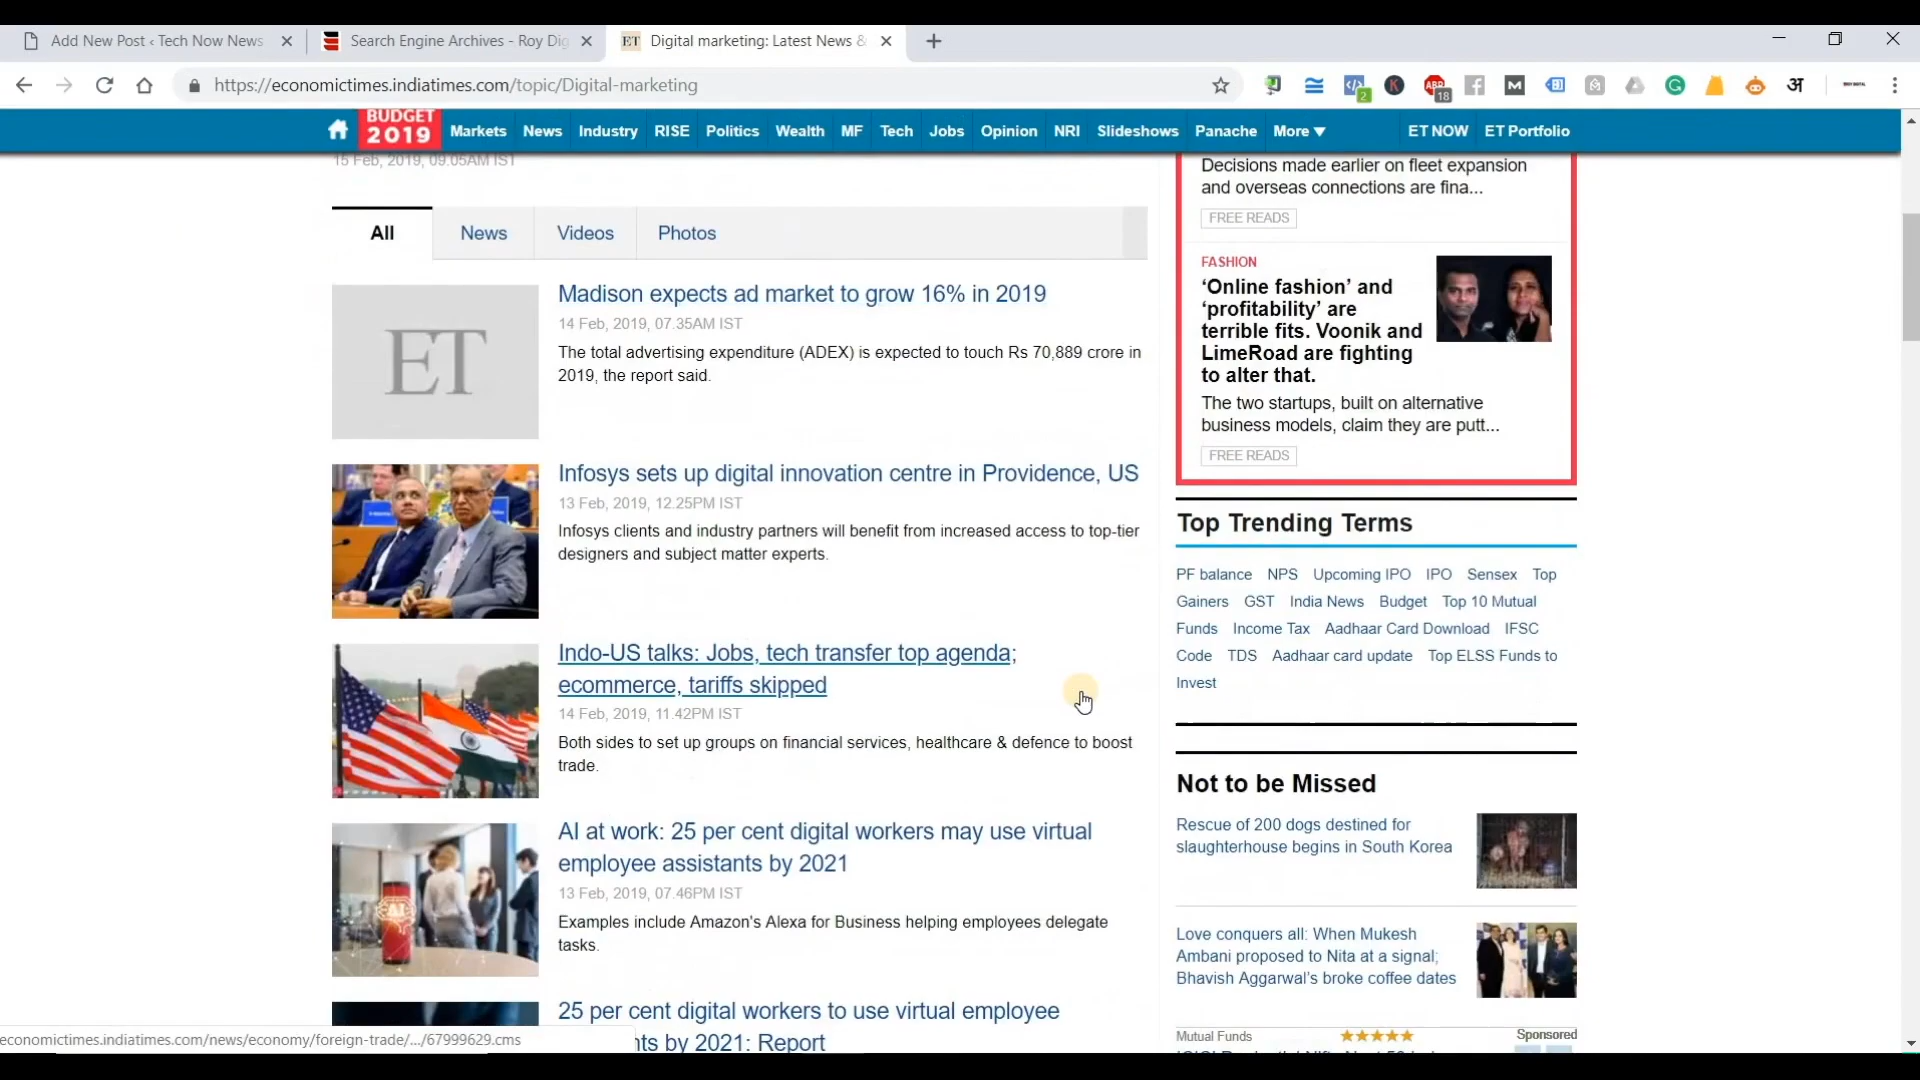 Add New Post ‹ Tech Now News
Search Engine Archives - Roy Dig
ET Digital marketing: Latest News &
https://economictimes.indiatimes.com/topic/Digital-marketing
2
ABP
18
M
अ
BUDGET
2019
Markets News Industry RISE Politics Wealth MF Tech Jobs Opinion NRI Slideshows Panache More ▼ ET NOW ET Portfolio
15 Feb, 2019, 09.05AM IST
All News Videos Photos
ET
Madison expects ad market to grow 16% in 2019
14 Feb, 2019, 07.35AM IST
The total advertising expenditure (ADEX) is expected to touch Rs 70,889 crore in
2019, the report said.
Infosys sets up digital innovation centre in Providence, US
13 Feb, 2019, 12.25PM IST
Infosys clients and industry partners will benefit from increased access to top-tier
designers and subject matter experts.
Indo-US talks: Jobs, tech transfer top agenda;
ecommerce, tariffs skipped
14 Feb, 2019, 11.42PM IST
Both sides to set up groups on financial services, healthcare & defence to boost
trade.
AI
AI at work: 25 per cent digital workers may use virtual
employee assistants by 2021
13 Feb, 2019, 07.46PM IST
Examples include Amazon's Alexa for Business helping employees delegate
tasks.
25 per cent digital workers to use virtual employee
nts by 2021: Report
economictimes.indiatimes.com/news/economy/foreign-trade/.../67999629.cms
Decisions made earlier on fleet expansion
and overseas connections are fina...
FREE READS
FASHION
‘Online fashion’ and
‘profitability’ are
terrible fits. Voonik and
LimeRoad are fighting
to alter that.
The two startups, built on alternative
business models, claim they are putt...
FREE READS
Top Trending Terms
PF balance NPS Upcoming IPO IPO Sensex Top
Gainers GST India News Budget Top 10 Mutual
Funds Income Tax Aadhaar Card Download IFSC
Code TDS Aadhaar card update Top ELSS Funds to
Invest
Not to be Missed
Rescue of 200 dogs destined for
slaughterhouse begins in South Korea
Love conquers all: When Mukesh
Ambani proposed to Nita at a signal;
Bhavish Aggarwal’s broke coffee dates
Mutual Funds ★★★★★ Sponsored